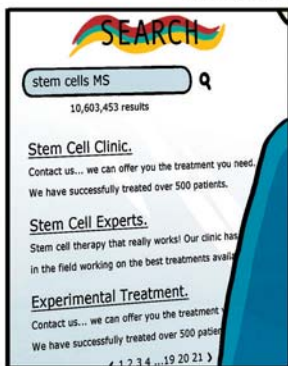 SEARCH
stem cells MS
10,603,453 results
Stem Cell Clinic.
Contact us... we can offer you the treatment you need.
We have successfully treated over 500 patients.
Stem Cell Experts.
Stem cell therapy that really works! Our clinic has
in the field working on the best treatments
Experimental Treatment.
Contact us... we can offer you the treatment
We have successfully treated over 500
< 1 2 3 4 ...19 20 21 >